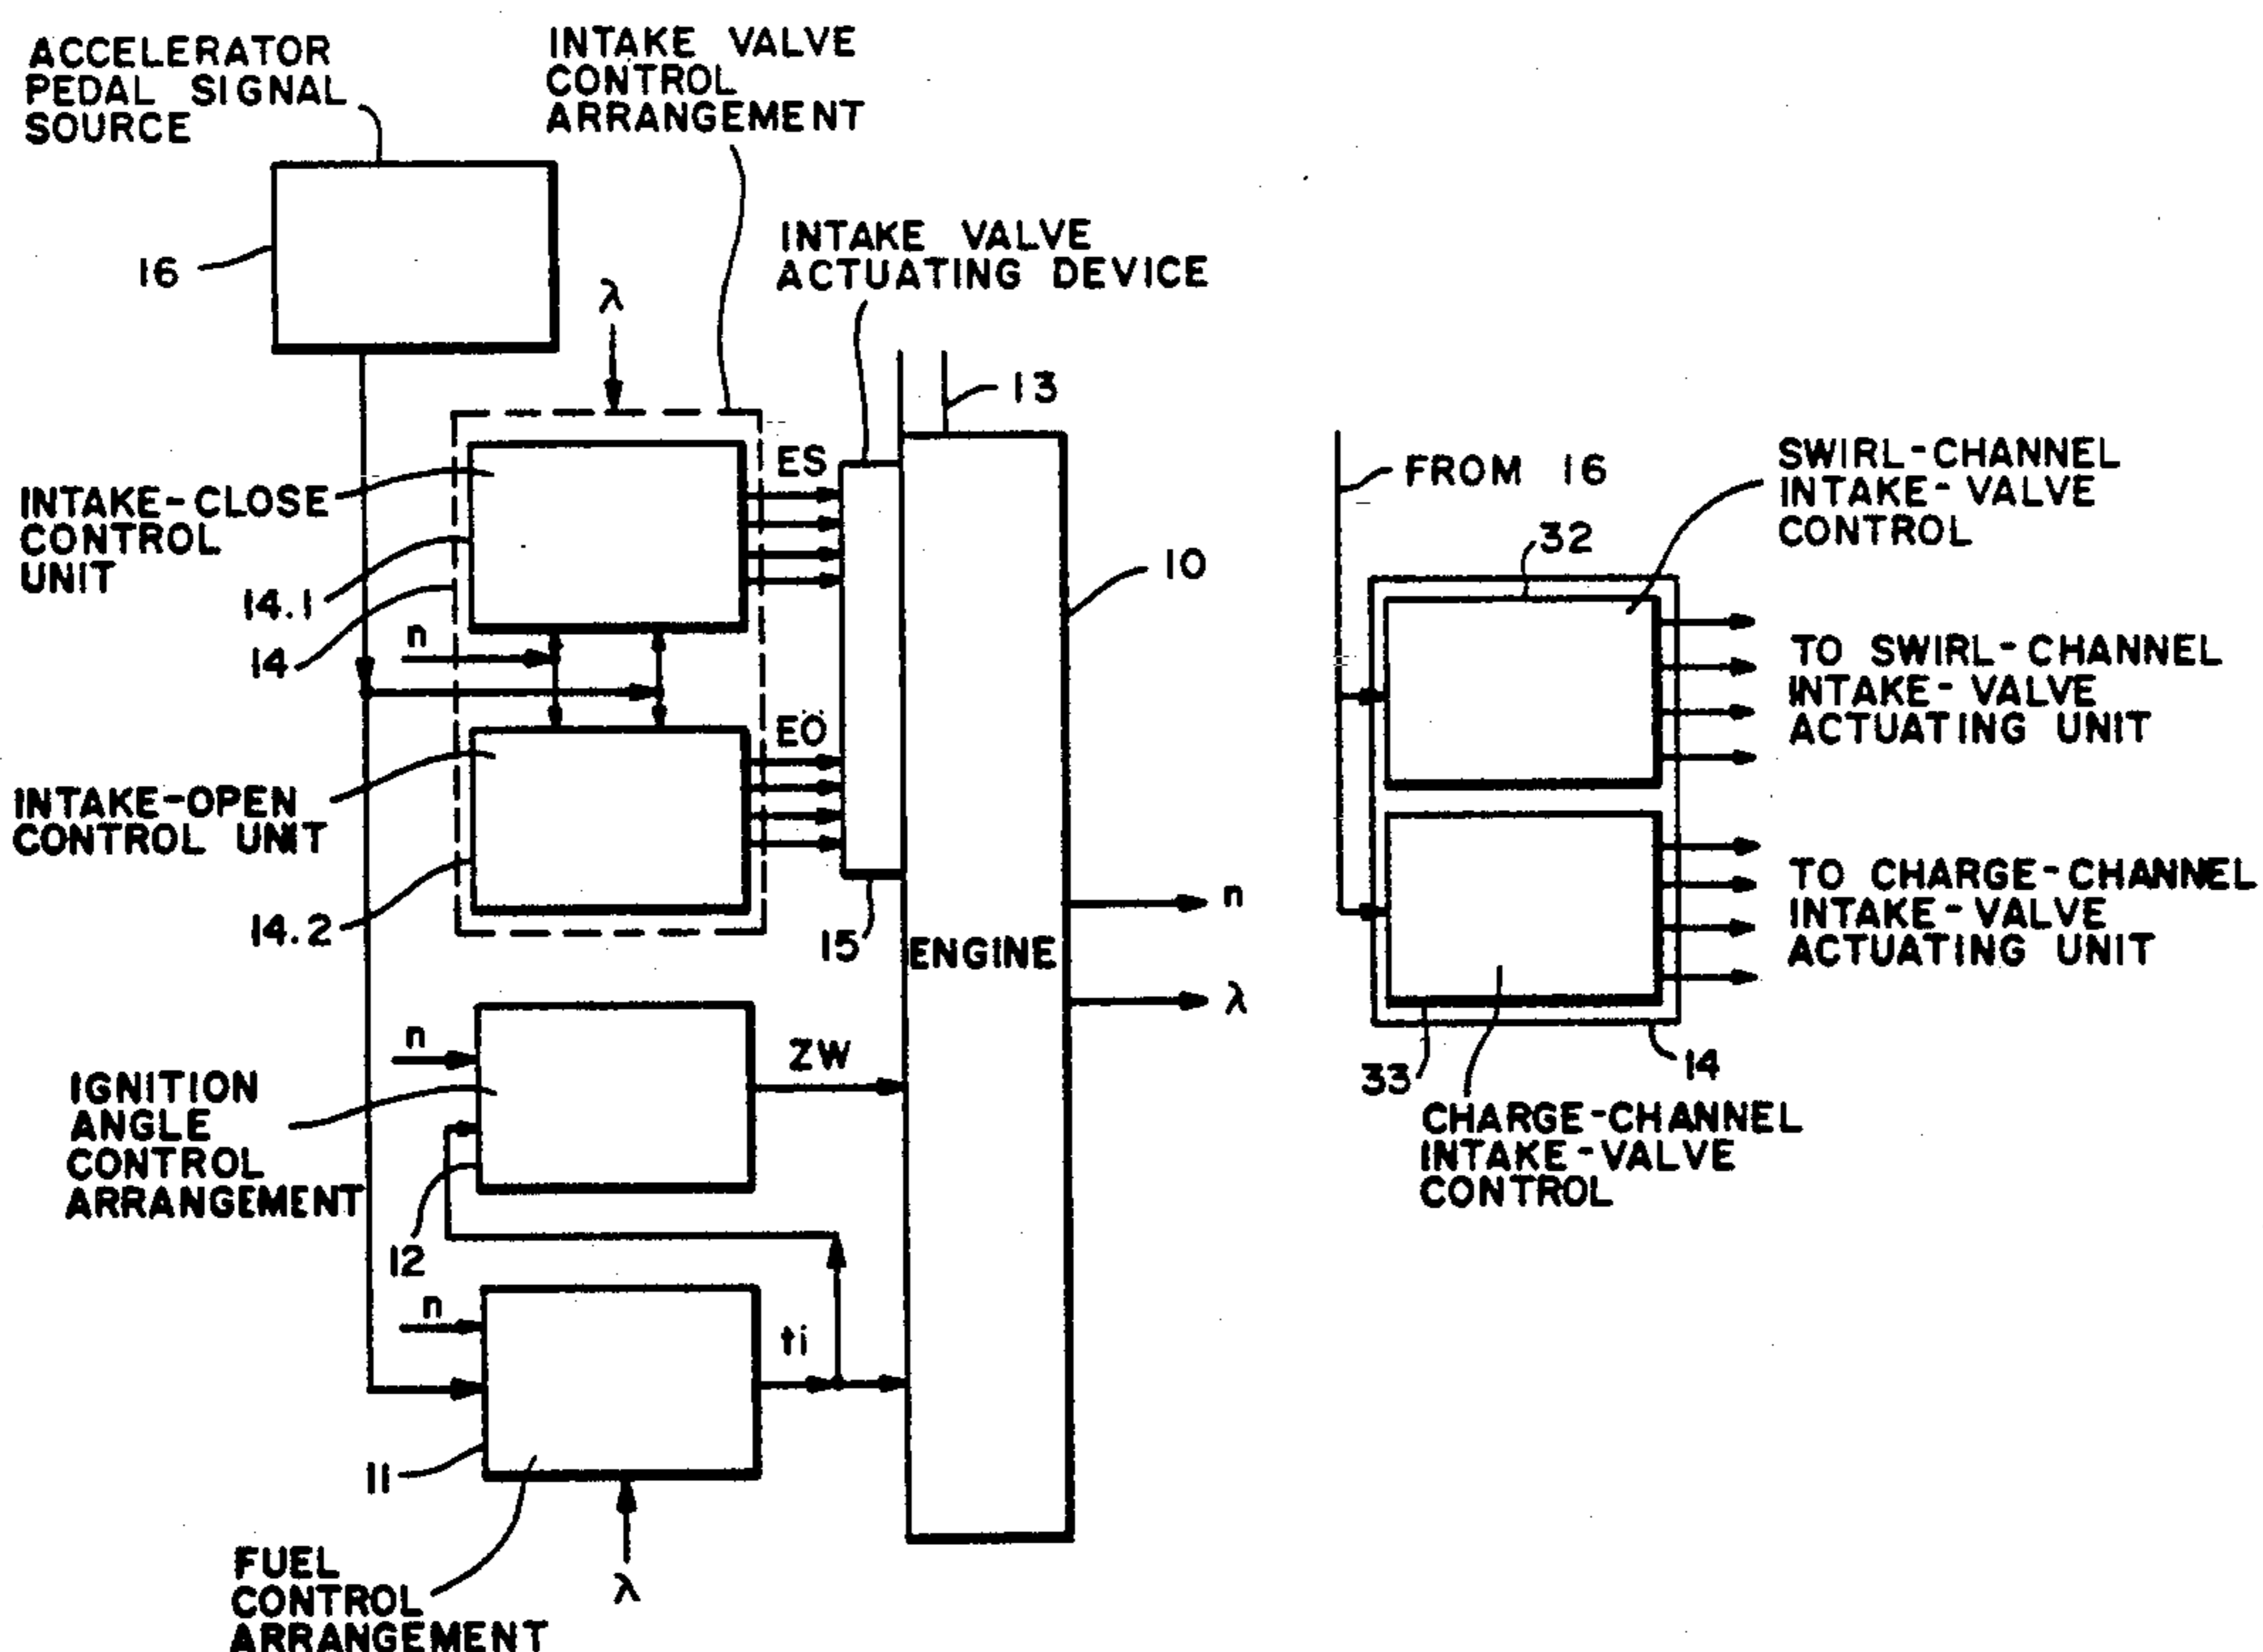 ACCELERATOR
PEDAL SIGNAL
SOURCE
INTAKE VALVE
CONTROL
ARRANGEMENT
16
λ
INTAKE VALVE
ACTUATING DEVICE
13
INTAKE-CLOSE
CONTROL
UNIT
14.1
14
n
ES
10
INTAKE-OPEN
CONTROL UNIT
14.2
EÖ
15
ENGINE
n
λ
n
IGNITION
ANGLE
CONTROL
ARRANGEMENT
12
ZW
n
ti
11
λ
FUEL
CONTROL
ARRANGEMENT
FROM 16
32
SWIRL-CHANNEL
INTAKE-VALVE
CONTROL
TO SWIRL-CHANNEL
INTAKE-VALVE
ACTUATING UNIT
TO CHARGE-CHANNEL
INTAKE-VALVE
ACTUATING UNIT
33
14
CHARGE-CHANNEL
INTAKE-VALVE
CONTROL